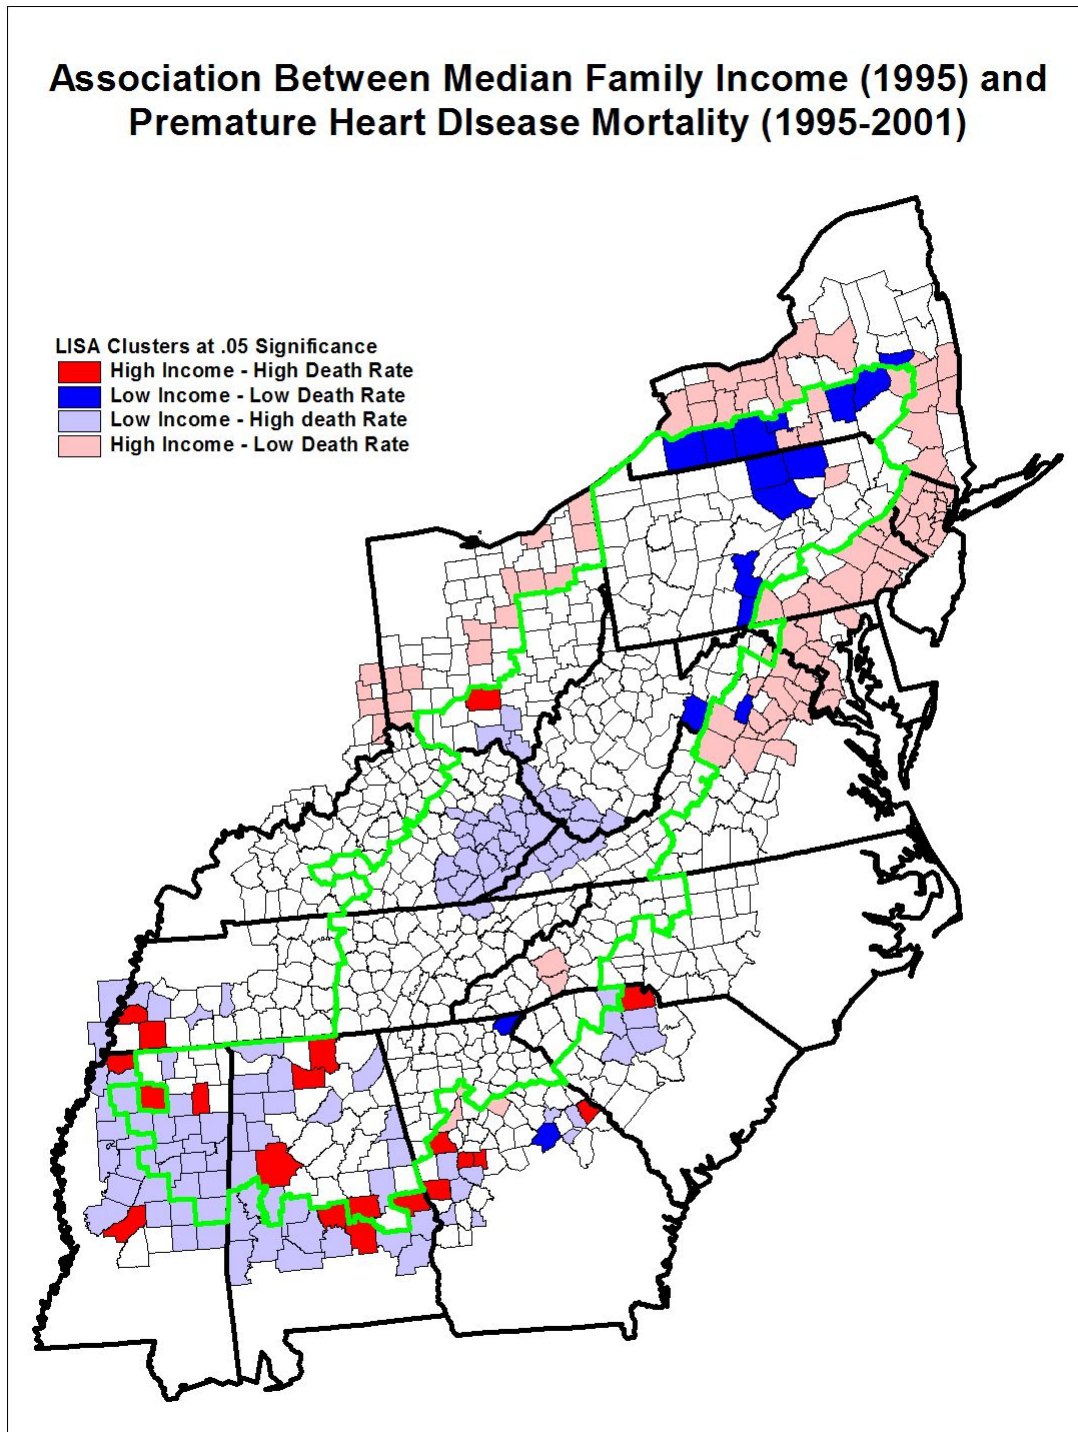 Association Between Median Family Income (1995) and
Premature Heart DIsease Mortality (1995-2001)
LISA Clusters at .05 Significance
High Income - High Death Rate
Low Income - Low Death Rate
Low Income - High death Rate
High Income - Low Death Rate